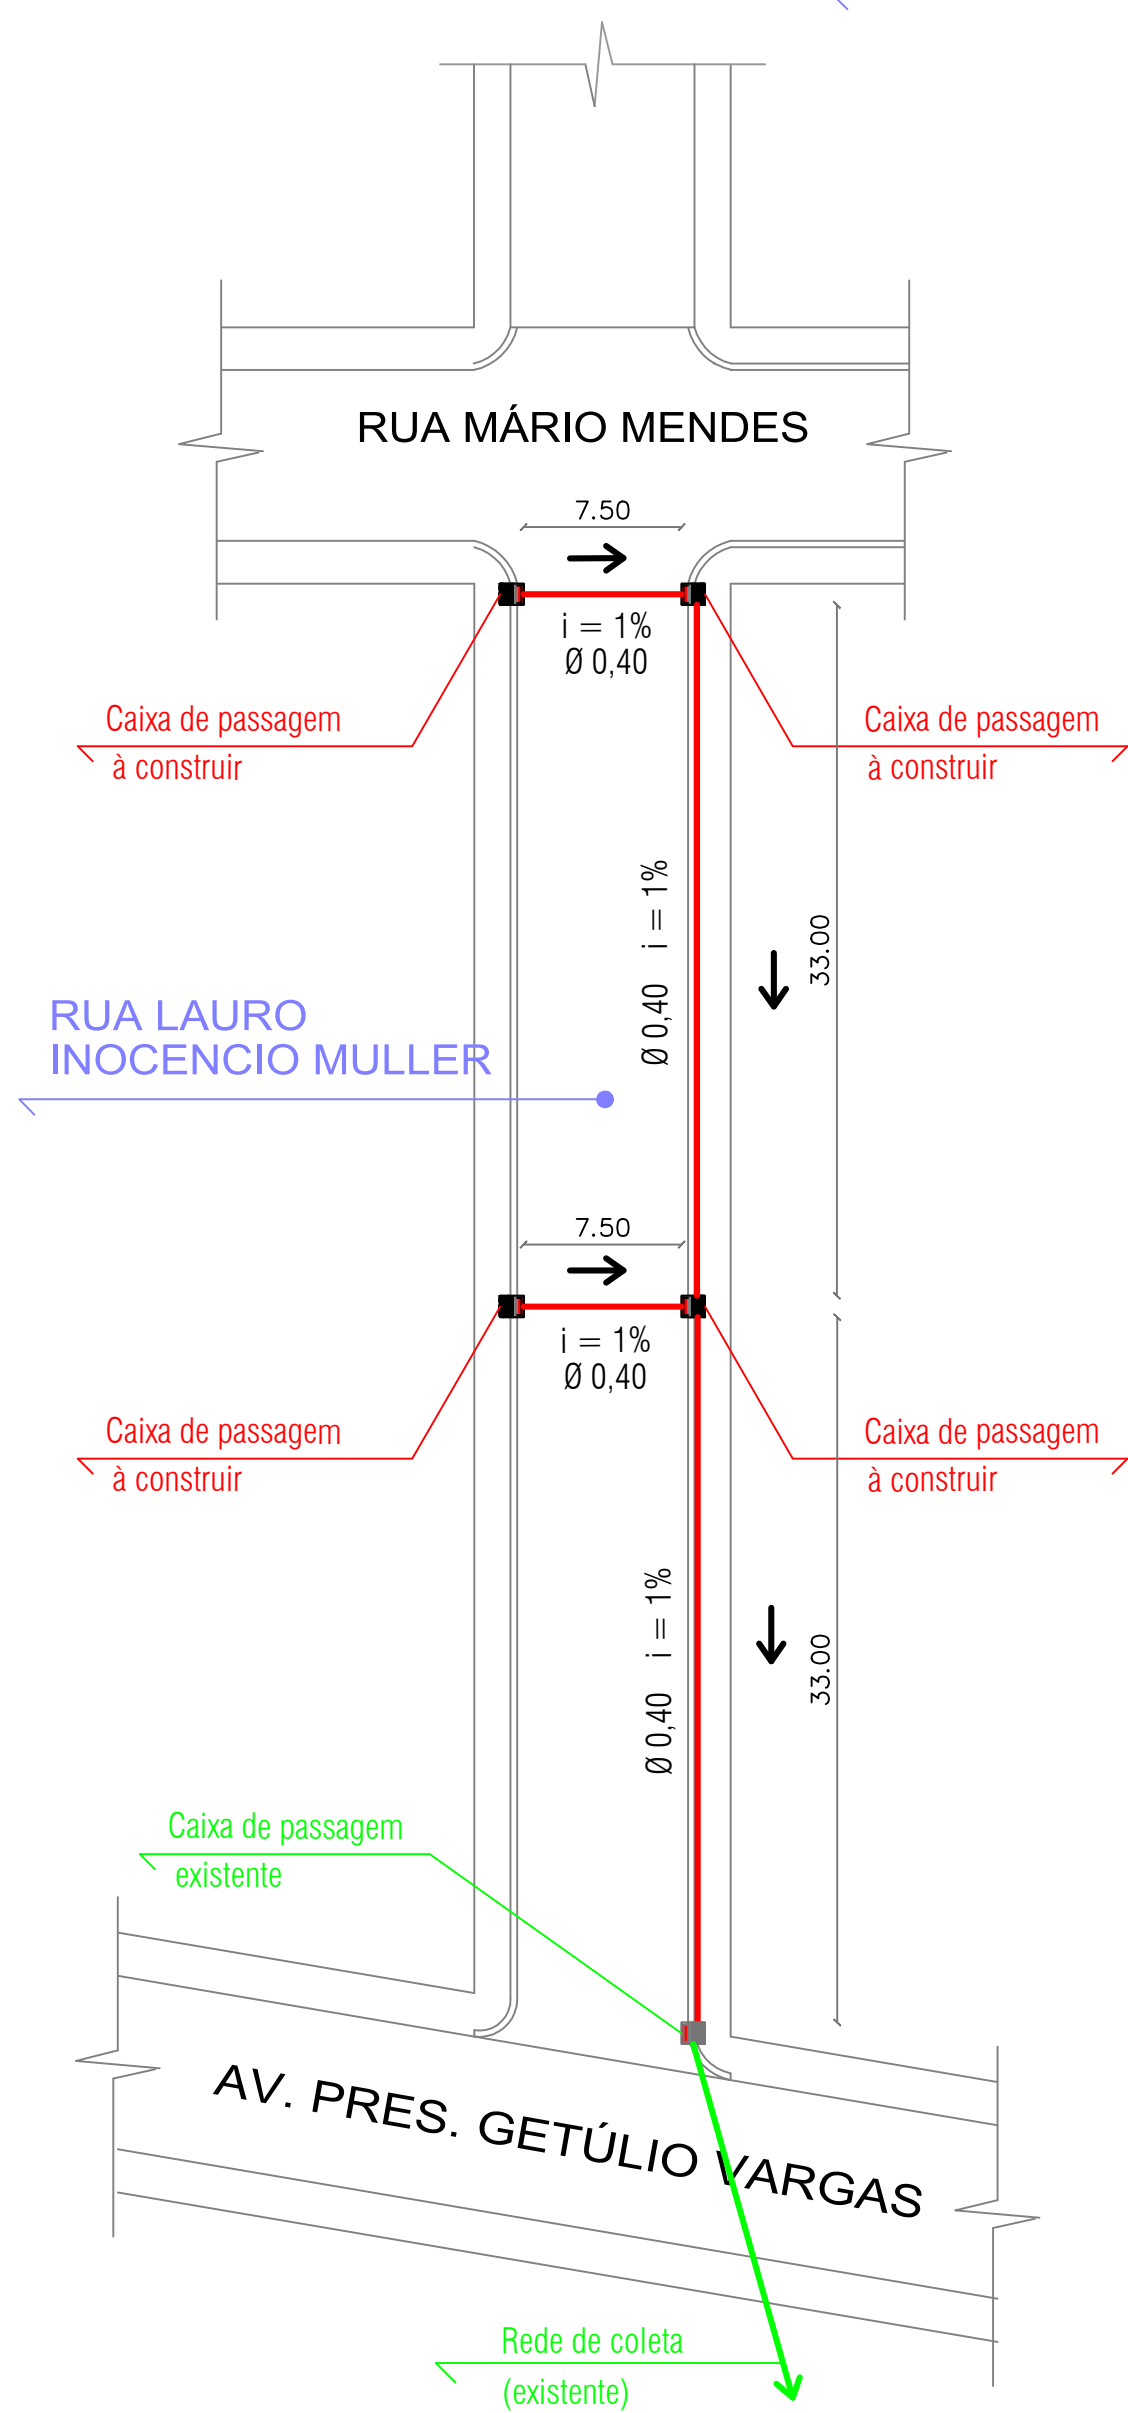 RUA MÁRIO MENDES
7.50
i = 1%
Ø 0,40
Caixa de passagem
à construir
Caixa de passagem
à construir
Ø 0,40 i = 1%
33.00
RUA LAURO
INOCENCIO MULLER
7.50
i = 1%
Ø 0,40
Caixa de passagem
à construir
Caixa de passagem
à construir
Ø 0,40 i = 1%
33.00
Caixa de passagem
existente
AV. PRES. GETÚLIO VARGAS
Rede de coleta
(existente)